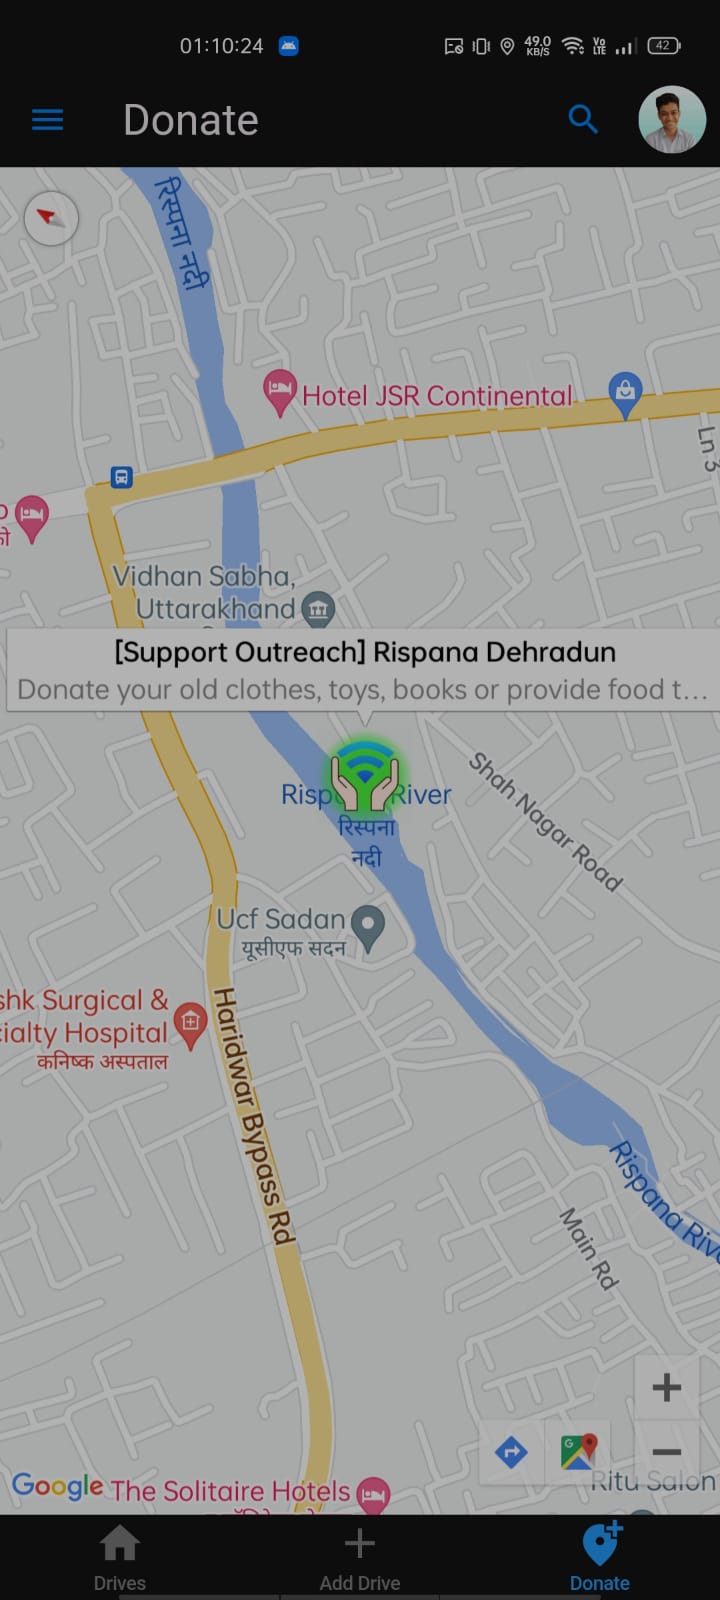 01:10:24
49.0
KB/S
Vo
LTE
42
Donate
रिस्पना नदी
Hotel JSR Continental
Ln 3
Vidhan Sabha,
Uttarakhand
[Support Outreach] Rispana Dehradun
Donate your old clothes, toys, books or provide food t...
River
रिस्पना
नदी
Shah Nagar Road
Ucf Sadan
यूसीएफ सदन
shk Surgical &
ialty Hospital
कनिष्क अस्पताल
Haridwar Bypass Rd
Rispana Rive
Main Rd
G
Ritu Salon
Google
The Solitaire Hotels
Drives
Add Drive
Donate